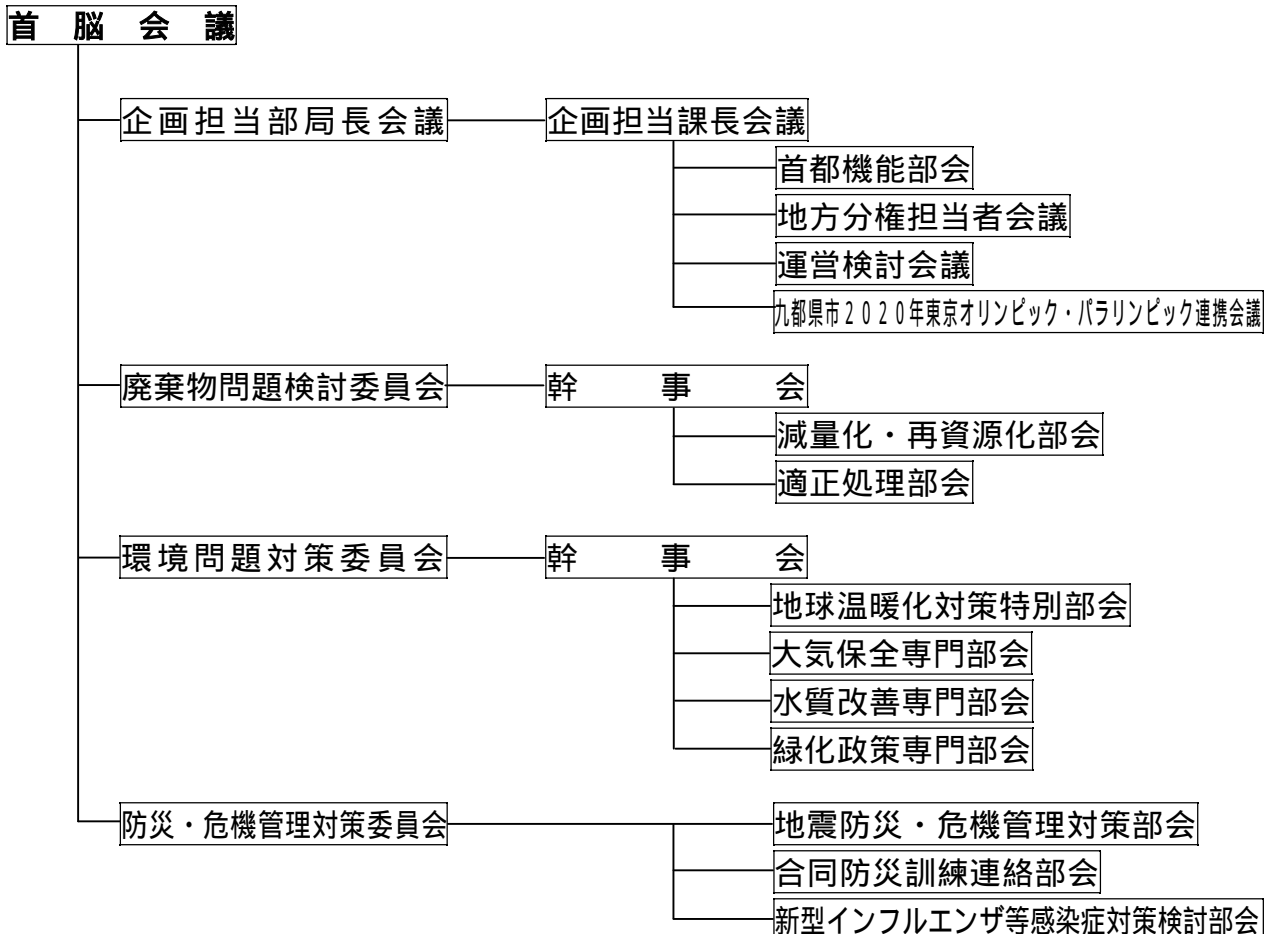 首脳会議
企画担当部局長会議 企画担当課長会議
首都機能部会
地方分権担当者会議
運営検討会議
九都県市２０２０年東京オリンピック・パラリンピック連携会議
廃棄物問題検討委員会 幹事会
減量化・再資源化部会
適正処理部会
環境問題対策委員会 幹事会
地球温暖化対策特別部会
大気保全専門部会
水質改善専門部会
緑化政策専門部会
防災・危機管理対策委員会 地震防災・危機管理対策部会
合同防災訓練連絡部会
新型インフルエンザ等感染症対策検討部会